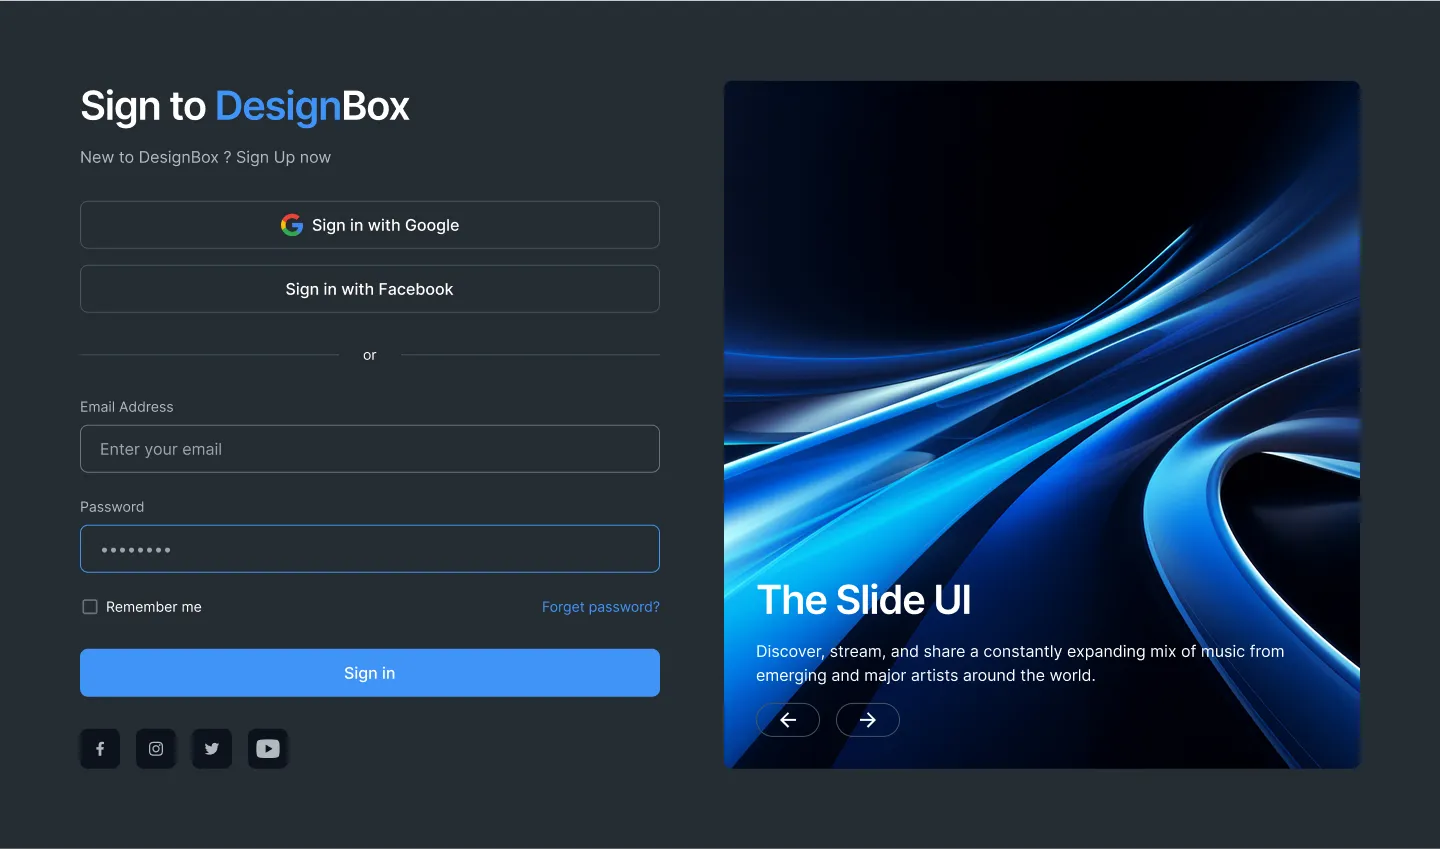 Sign to DesignBox
New to DesignBox ? Sign Up now
Sign in with Google
Sign in with Facebook
or
Email Address
Enter your email
Password
Remember me
Forget password?
Sign in
The Slide UI
Discover, stream, and share a constantly expanding mix of music from
emerging and major artists around the world.